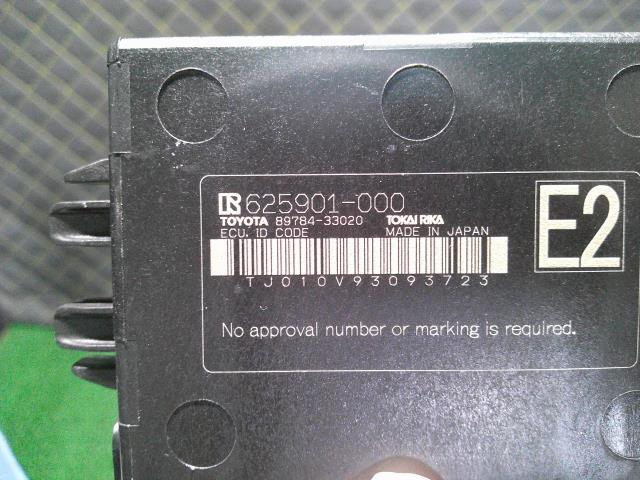 R 625901-000
TOYOTA 89784-33020 TOKAI RIKA
ECU, ID CODE MADE IN JAPAN
E2
TJ010V93093723
No approval number or marking is required.